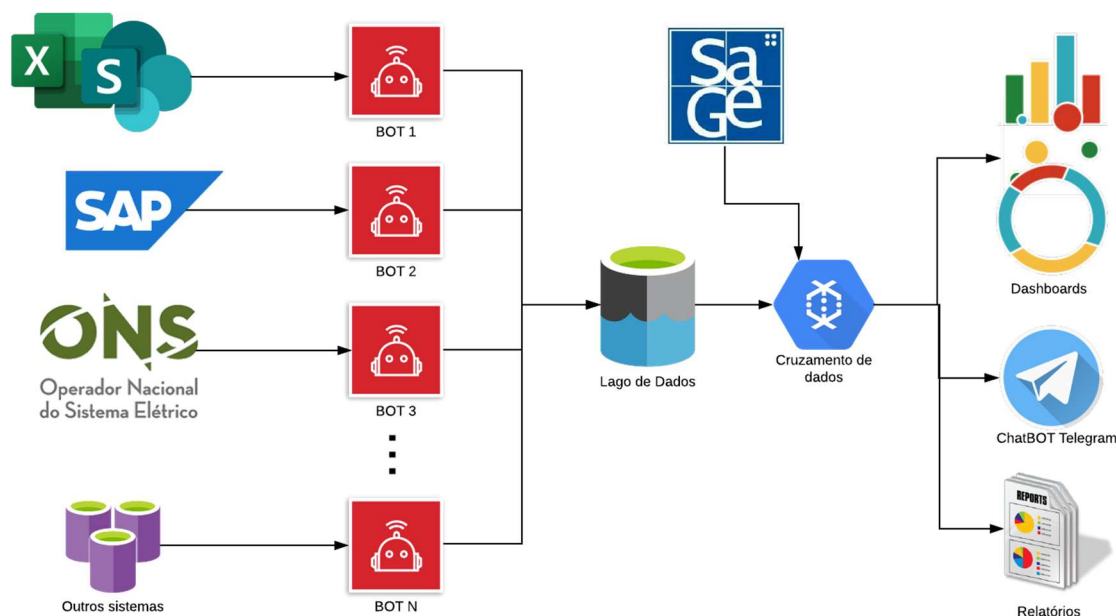 X
S
BOT 1
SAP
BOT 2
ONS
Operador Nacional
do Sistema Elétrico
BOT 3
Outros sistemas
BOT N
Lago de Dados
Sa
Ge
Cruzamento de
dados
Dashboards
ChatBOT Telegram
REPORTS
Relatórios